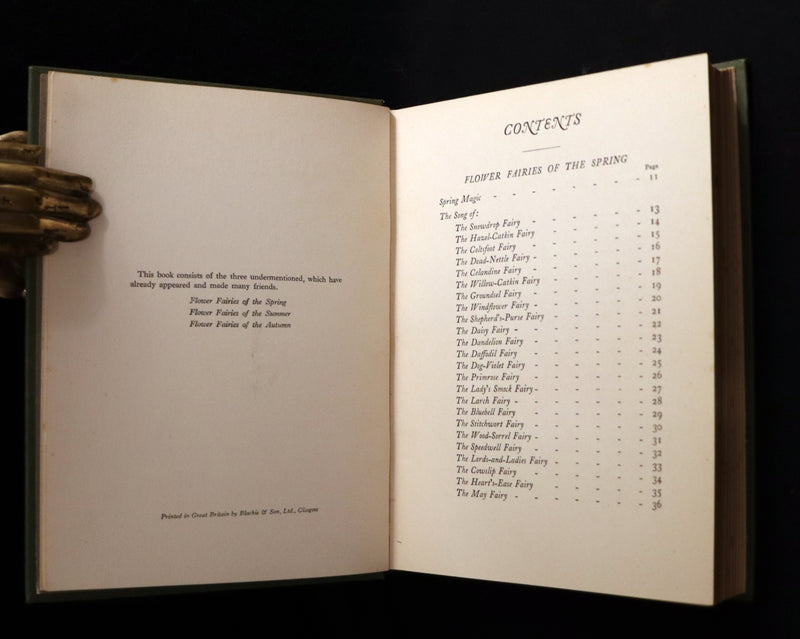 This book consists of the three undermentioned, which have
already appeared and made many friends.
Flower Fairies of the Spring
Flower Fairies of the Summer
Flower Fairies of the Autumn
Printed in Great Britain by Blackie & Son, Ltd., Glasgow
CONTENTS
FLOWER FAIRIES OF THE SPRING
Page
Spring Magic - - - - - - - 11
The Song of:
The Snowdrop Fairy - - - - - 13
The Hazel-Catkin Fairy - - - - - 14
The Coltsfoot Fairy - - - - - 15
The Dead-Nettle Fairy - - - - - 16
The Celandine Fairy - - - - - 17
The Willow-Catkin Fairy - - - - - 18
The Groundsel Fairy - - - - - 19
The Windflower Fairy - - - - - 20
The Shepherd's-Purse Fairy - - - - - 21
The Daisy Fairy - - - - - - 22
The Dandelion Fairy - - - - - 23
The Daffodil Fairy - - - - - 24
The Dog-Violet Fairy - - - - - 25
The Primrose Fairy - - - - - 26
The Lady's Smock Fairy - - - - - 27
The Larch Fairy - - - - - - 28
The Bluebell Fairy - - - - - 29
The Stitchwort Fairy - - - - - 30
The Wood-Sorrel Fairy - - - - - 31
The Speedwell Fairy - - - - - 32
The Lords-and-Ladies Fairy - - - - - 33
The Cowslip Fairy - - - - - 34
The Heart's-Ease Fairy - - - - - 35
The May Fairy - - - - - - 36